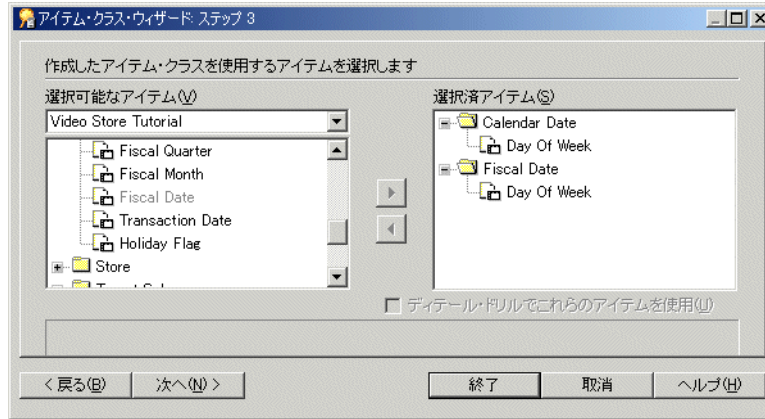 アイテム・クラス・ウィザード: ステップ 3
作成したアイテム・クラスを使用するアイテムを選択します
選択可能なアイテム(V)
選択済アイテム(S)
Video Store Tutorial
Fiscal Quarter
Fiscal Month
Fiscal Date
Transaction Date
Holiday Flag
Store
Calendar Date
Day Of Week
Fiscal Date
Day Of Week
ディテール・ドリルでこれらのアイテムを使用(U)
< 戻る(B)
次へ(N) >
終了
取消
ヘルプ(H)